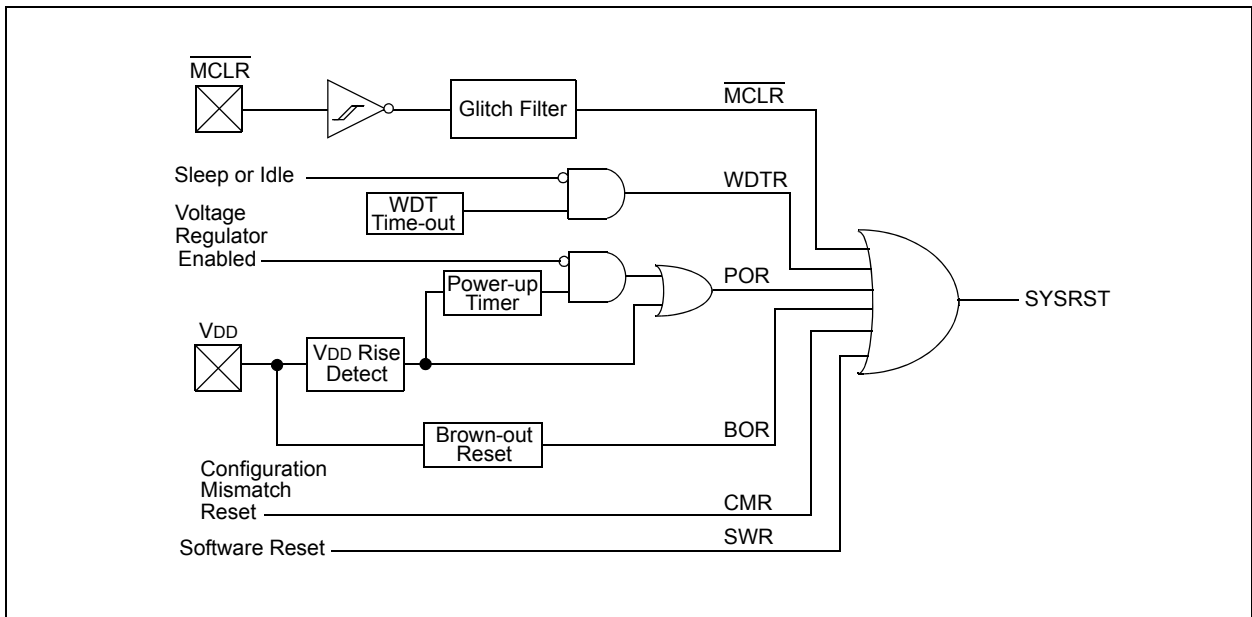 MCLR
Glitch Filter
MCLR
Sleep or Idle
WDT
Time-out
WDTR
Voltage
Regulator
Enabled
Power-up
Timer
POR
SYSRST
VDD
VDD Rise
Detect
Brown-out
Reset
BOR
Configuration
Mismatch
Reset
CMR
Software Reset
SWR